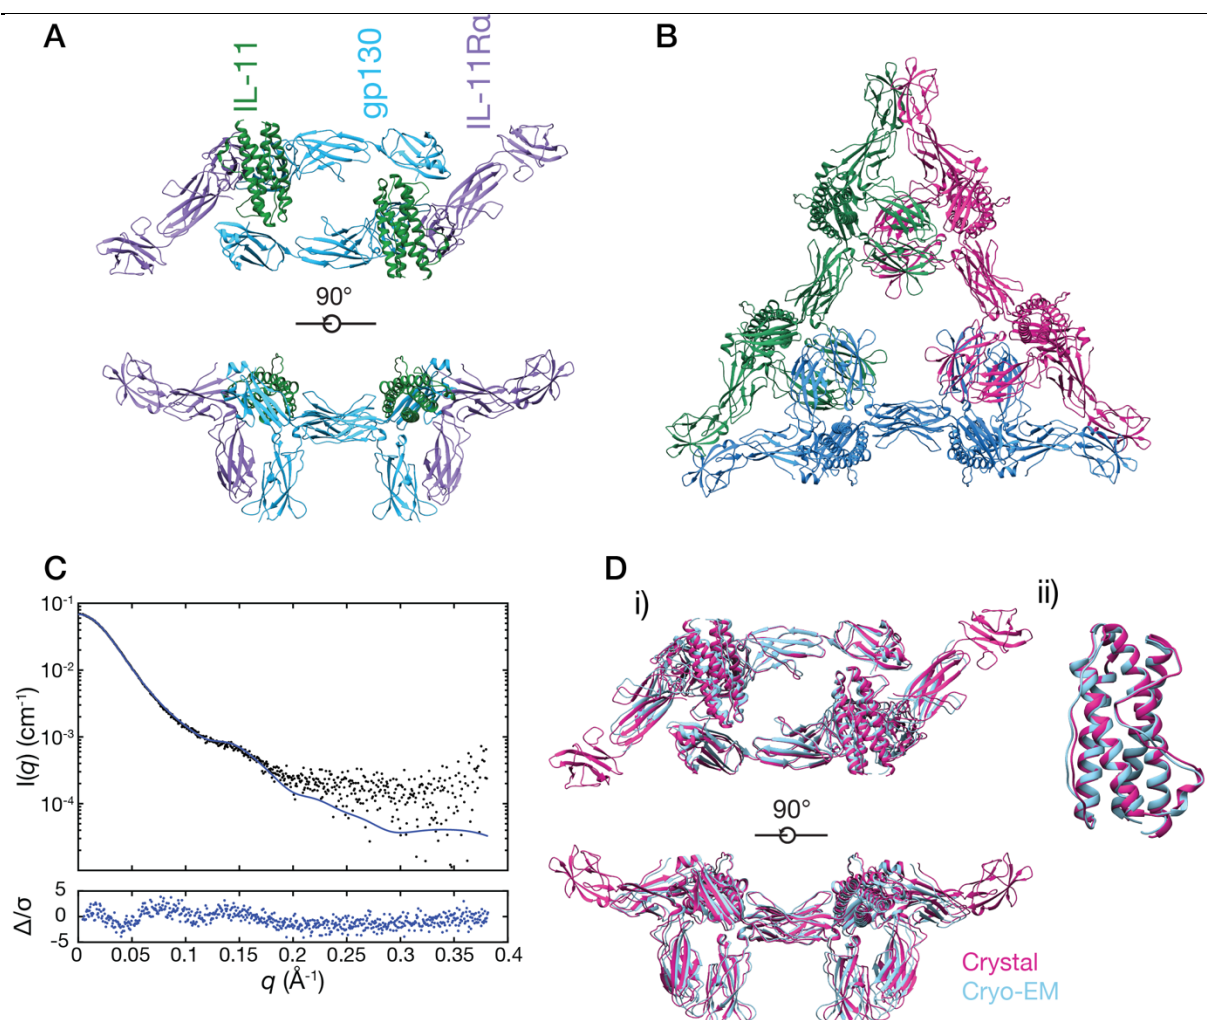 A
IL-11
gp130
IL-11Rα
90°
B
C
I(q) (cm⁻¹)
10⁻¹
10⁻²
10⁻³
10⁻⁴
Δ/σ
5
0
-5
0 0.05 0.1 0.15 0.2 0.25 0.3 0.35 0.4
q (Å⁻¹)
D
i)
ii)
90°
Crystal
Cryo-EM